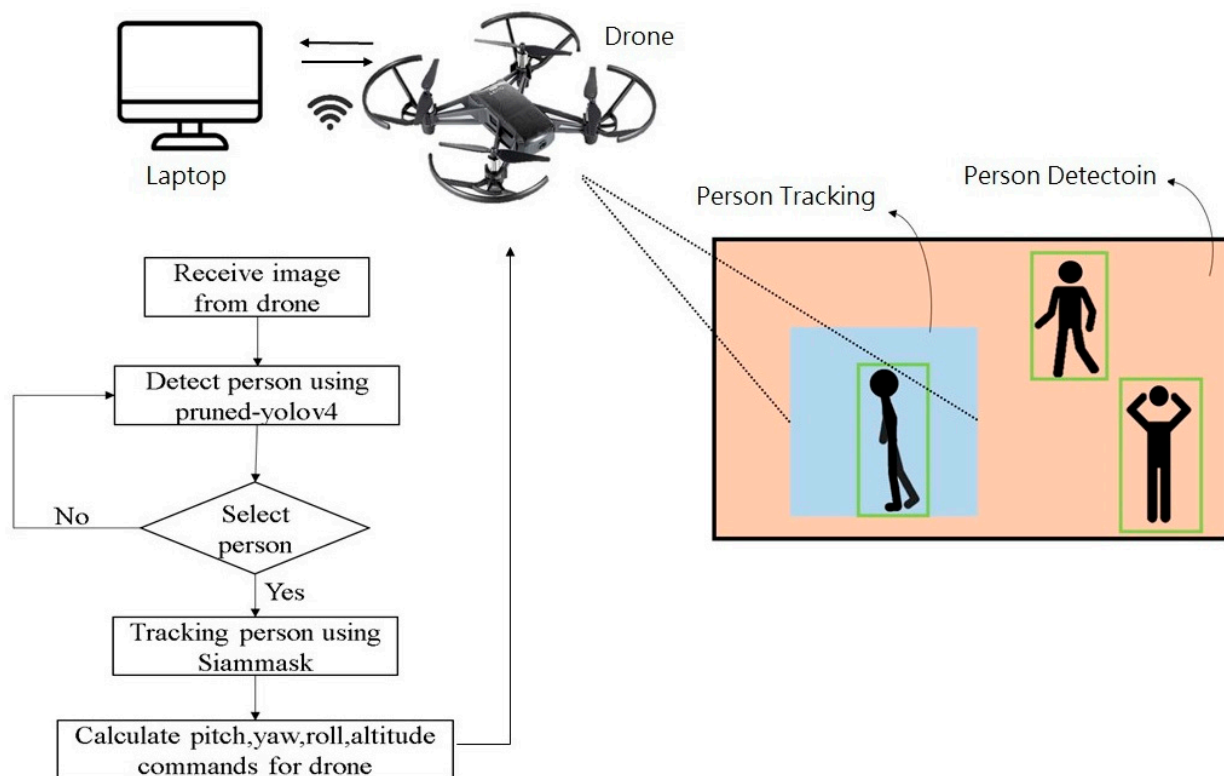 Drone
Laptop
Person Tracking
Person Detectoin
Receive image
from drone
Detect person using
pruned-yolov4
No
Select
person
Yes
Tracking person using
Siammask
Calculate pitch,yaw,roll,altitude
commands for drone